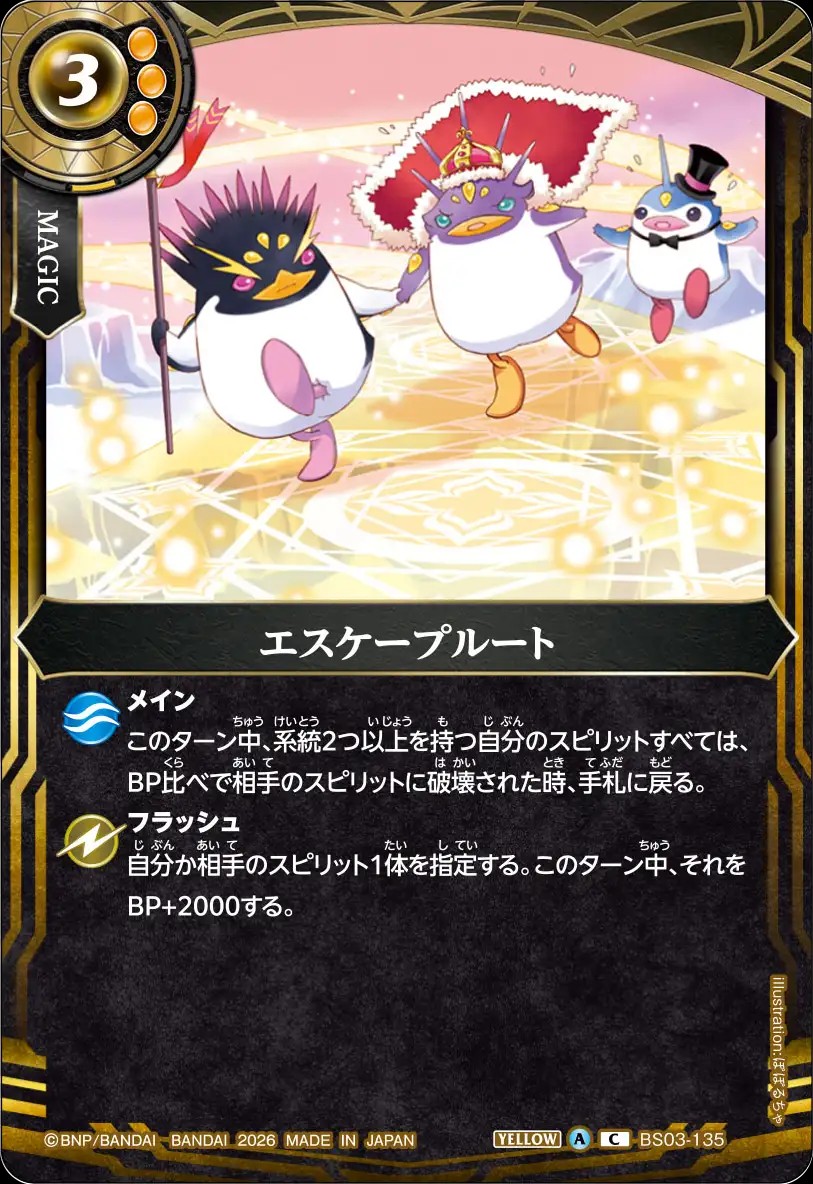 3
MAGIC
エスケープルート
メイン
このターン中、系統2つ以上を持つ自分のスピリットすべては、
BP比べで相手のスピリットに破壊された時、手札に戻る。
フラッシュ
自分か相手のスピリット1体を指定する。このターン中、それを
BP+2000する。
illustration:ぽぽるちゃ
©BNP/BANDAI BANDAI 2026 MADE IN JAPAN
YELLOW A C BS03-135